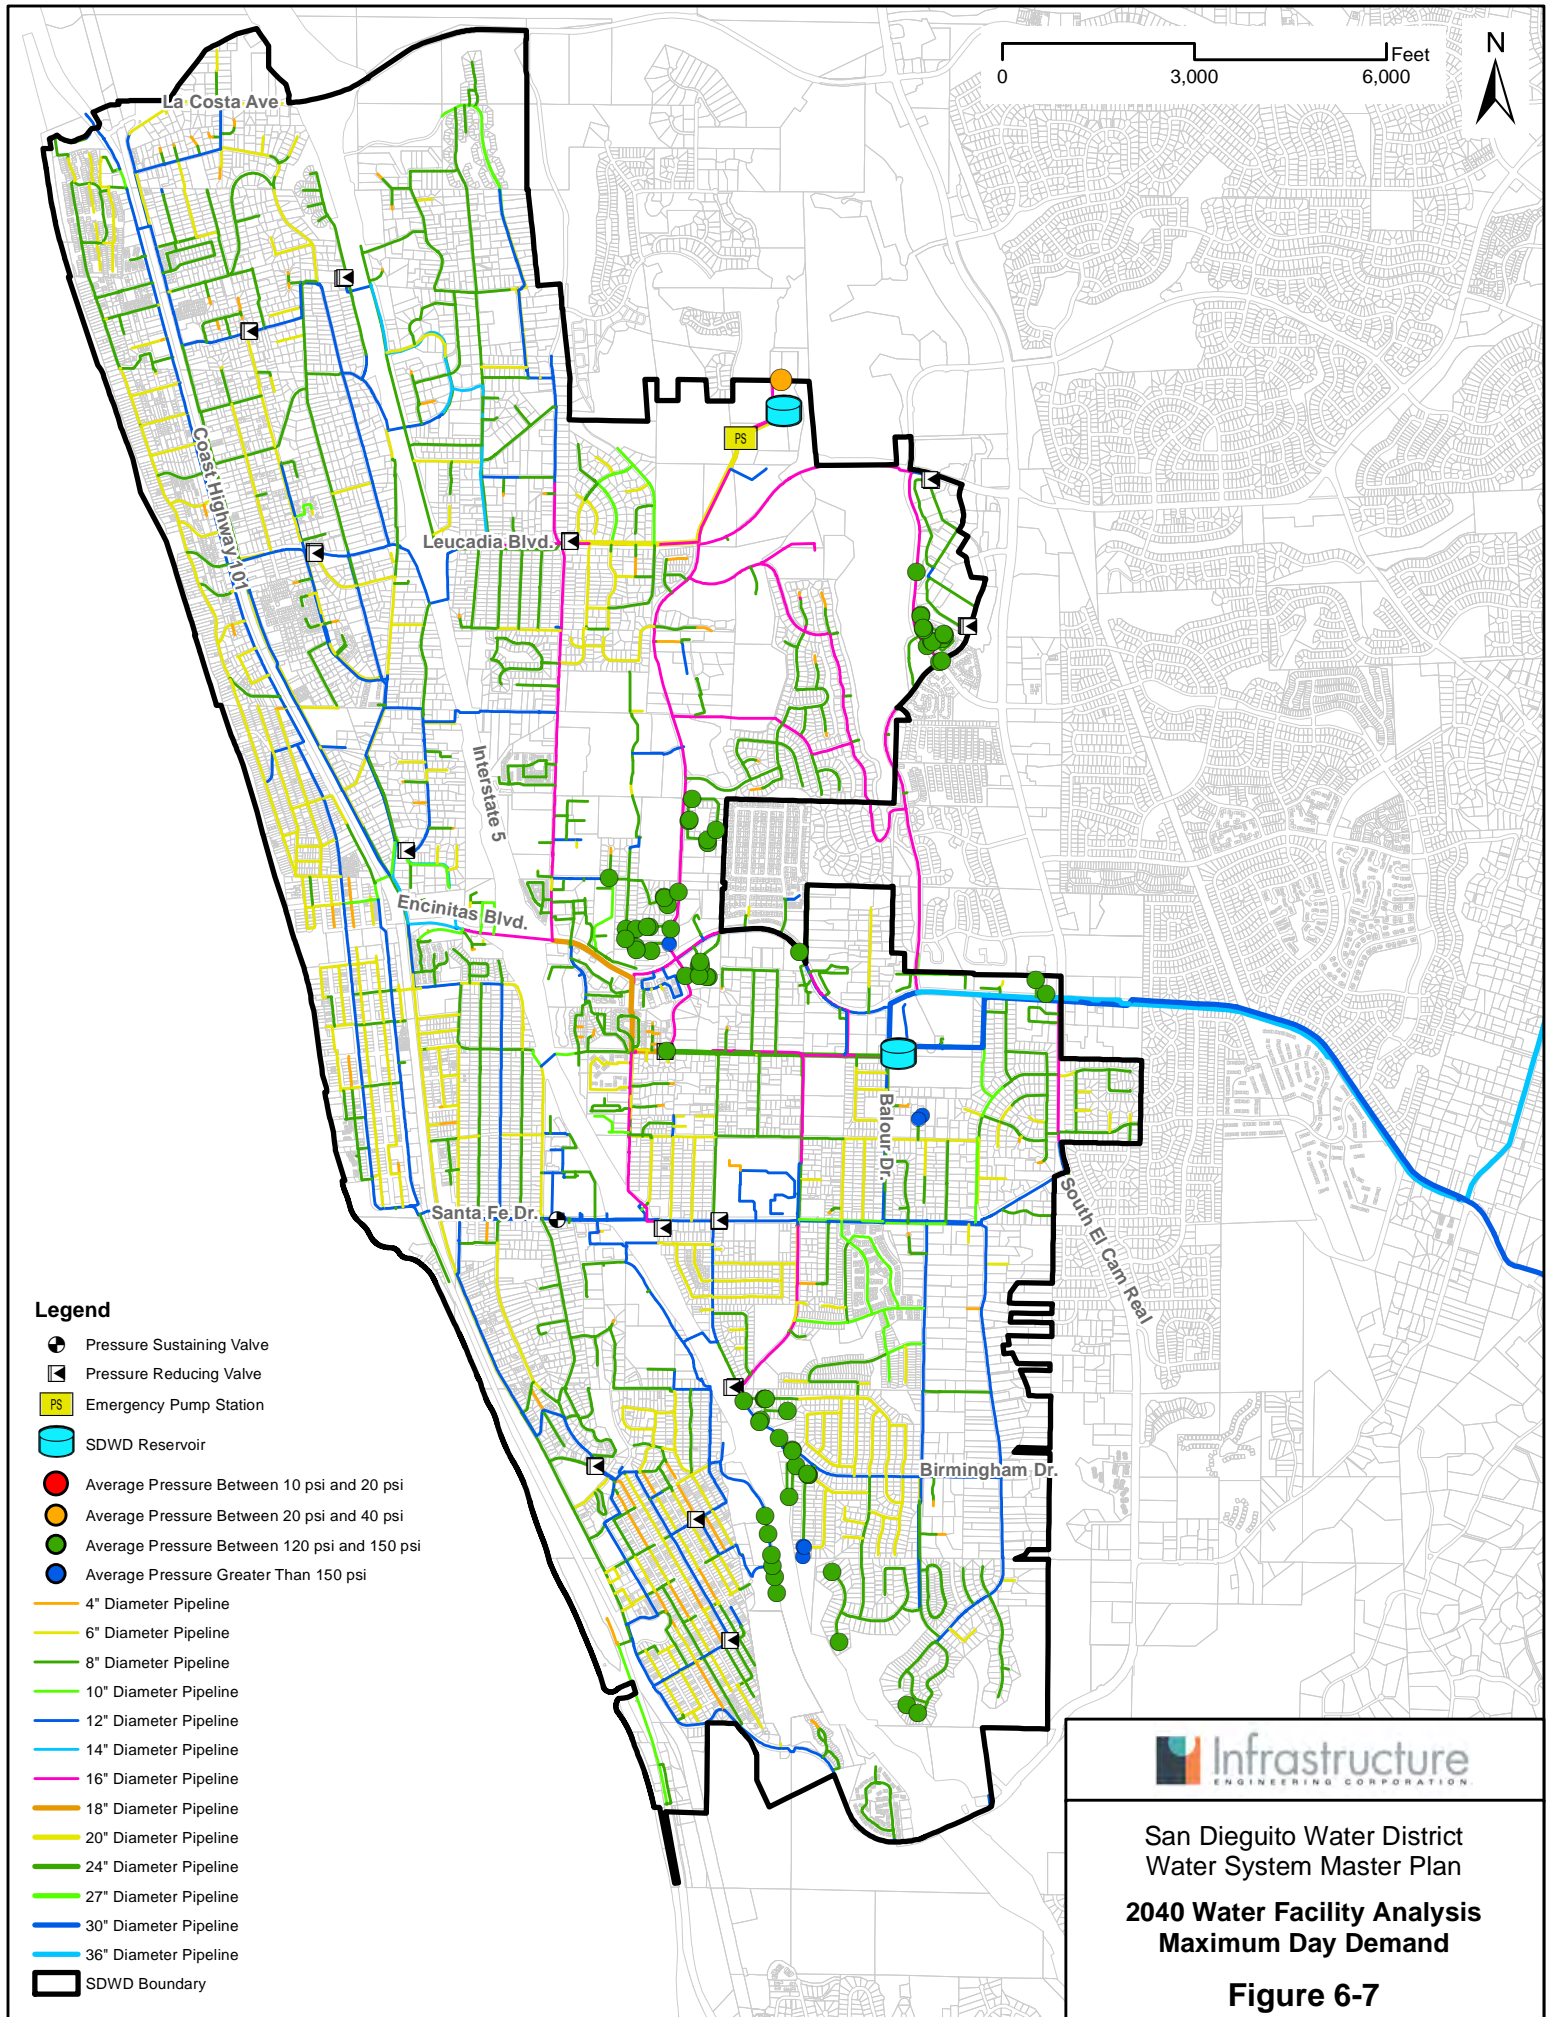 N
Feet
0
3,000
6,000
La Costa Ave
Coast Highway 101
Leucadia Blvd.
PS
Interstate 5
Encinitas Blvd.
Balour Dr.
Santa Fe Dr.
South El Cam Real
Birmingham Dr.
Legend
Pressure Sustaining Valve
Pressure Reducing Valve
PS Emergency Pump Station
SDWD Reservoir
Average Pressure Between 10 psi and 20 psi
Average Pressure Between 20 psi and 40 psi
Average Pressure Between 120 psi and 150 psi
Average Pressure Greater Than 150 psi
4" Diameter Pipeline
6" Diameter Pipeline
8" Diameter Pipeline
10" Diameter Pipeline
12" Diameter Pipeline
14" Diameter Pipeline
16" Diameter Pipeline
18" Diameter Pipeline
20" Diameter Pipeline
24" Diameter Pipeline
27" Diameter Pipeline
30" Diameter Pipeline
36" Diameter Pipeline
SDWD Boundary
Infrastructure
ENGINEERING CORPORATION
San Dieguito Water District
Water System Master Plan
2040 Water Facility Analysis
Maximum Day Demand
Figure 6-7